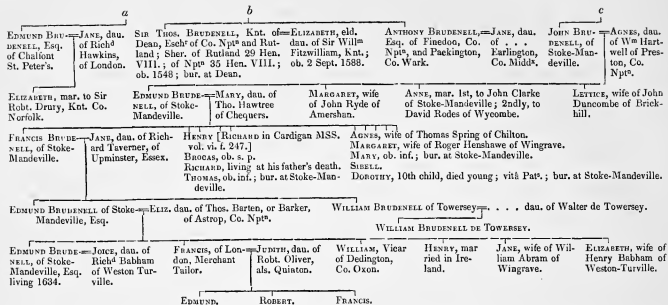 a b c
EDMUND BRU-
DENELL, Esq.
of Chalfont
St. Peter's.
JANE, dau.
of Richd
Hawkins,
of London.
SIR THOS. BRUDENELL, Knt. of
Dean, Eschr of Co. Nptn and Rut-
land; Sher. of Rutland 29 Hen.
VIII.; of Nptn 35 Hen. VIII.;
ob. 1548; bur. at Dean.
ELIZABETH, eld.
dau. of Sir Willm
Fitzwilliam, Knt.;
ob. 2 Sept. 1588.
ANTHONY BRUDENELL,
Esq. of Finedon, Co.
Nptn, and Packington,
Co. Wark.
JANE, dau.
of . . .
Earlington,
Co. Middx.
JOHN BRU-
DENELL, of
Stoke-Man-
deville.
AGNES, dau.
of Wm Hart-
well of Pres-
ton, Co.
Nptn.
ELIZABETH, mar. to Sir
Robt. Drury, Knt. Co.
Norfolk.
EDMUND BRUDE-
NELL, of Stoke-
Mandeville.
MARY, dau. of
Tho. Hawtree
of Chequers.
MARGARET, wife
of John Ryde of
Amershan.
ANNE, mar. 1st, to John Clarke
of Stoke-Mandeville; 2ndly, to
David Rodes of Wycombe.
LETTICE, wife of John
Duncombe of Brick-
hill.
FRANCIS BRUDE-
NELL, of Stoke-
Mandeville.
JANE, dau. of Rich-
ard Taverner, of
Upminster, Essex.
HENRY [RICHARD in Cardigan MSS.
vol. vi. f. 247.]
BROCAS, ob. s. p.
RICHARD, living at his father's death.
THOMAS, ob. inf.; bur. at Stoke-Man-
deville.
AGNES, wife of Thomas Spring of Chilton.
MARGARET, wife of Roger Henshawe of Wingrave.
MARY, ob. inf.; bur. at Stoke-Mandeville.
SIBELL.
DOROTHY, 10th child, died young; vitâ Pats.; bur. at Stoke-Mandeville.
EDMUND BRUDENELL of Stoke-
Mandeville, Esq.
ELIZ. dau. of Thos. Barten, or Barker,
of Astrop, Co. Nptn.
WILLIAM BRUDENELL of Towersey
. . . . dau. of Walter de Towersey.
WILLIAM BRUDENELL DE TOWERSEY.
EDMUND BRUDE-
NELL, of Stoke-
Mandeville, Esq.
living 1634.
JOICE, dau. of
Richd Babham
of Weston Tur-
ville.
FRANCIS, of Lon-
don, Merchant
Tailor.
JUDITH, dau. of
Robt. Oliver,
als. Quinton.
WILLIAM, Vicar
of Dedington,
Co. Oxon.
HENRY, mar
ried in Ire-
land.
JANE, wife of Wil-
liam Abram of
Wingrave.
ELIZABETH, wife of
Henry Babham of
Weston-Turville.
EDMUND. ROBERT. FRANCIS.